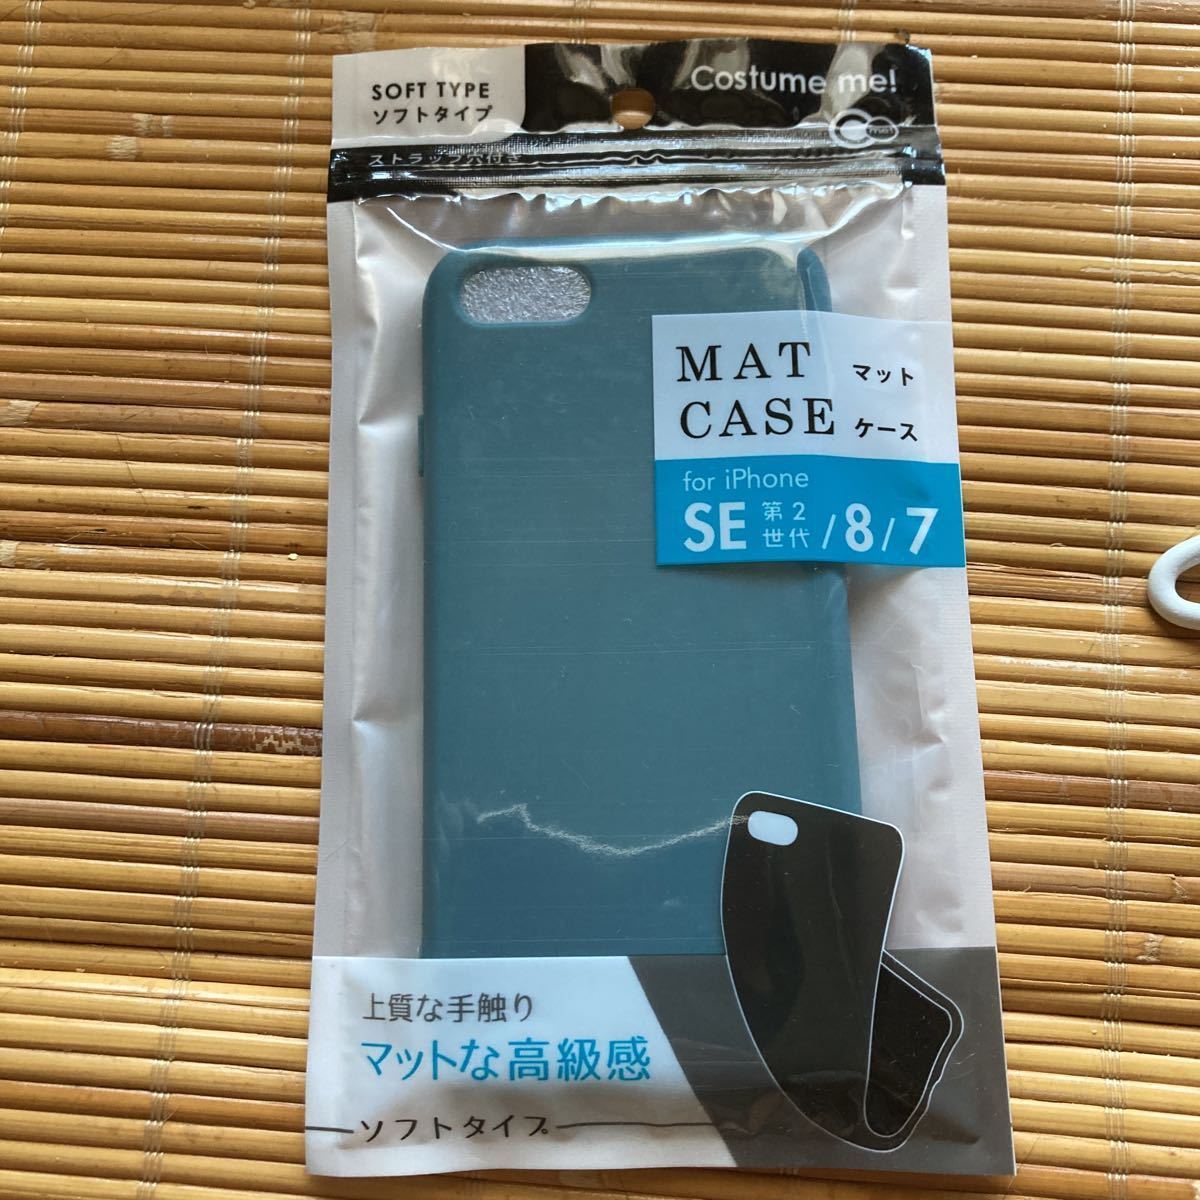 SOFT TYPE
ソフトタイプ
Costume me!
ストラップ穴付き
MAT マット
CASE ケース
for iPhone
SE 第2世代 /8/7
上質な手触り
マットな高級感
ソフトタイプ